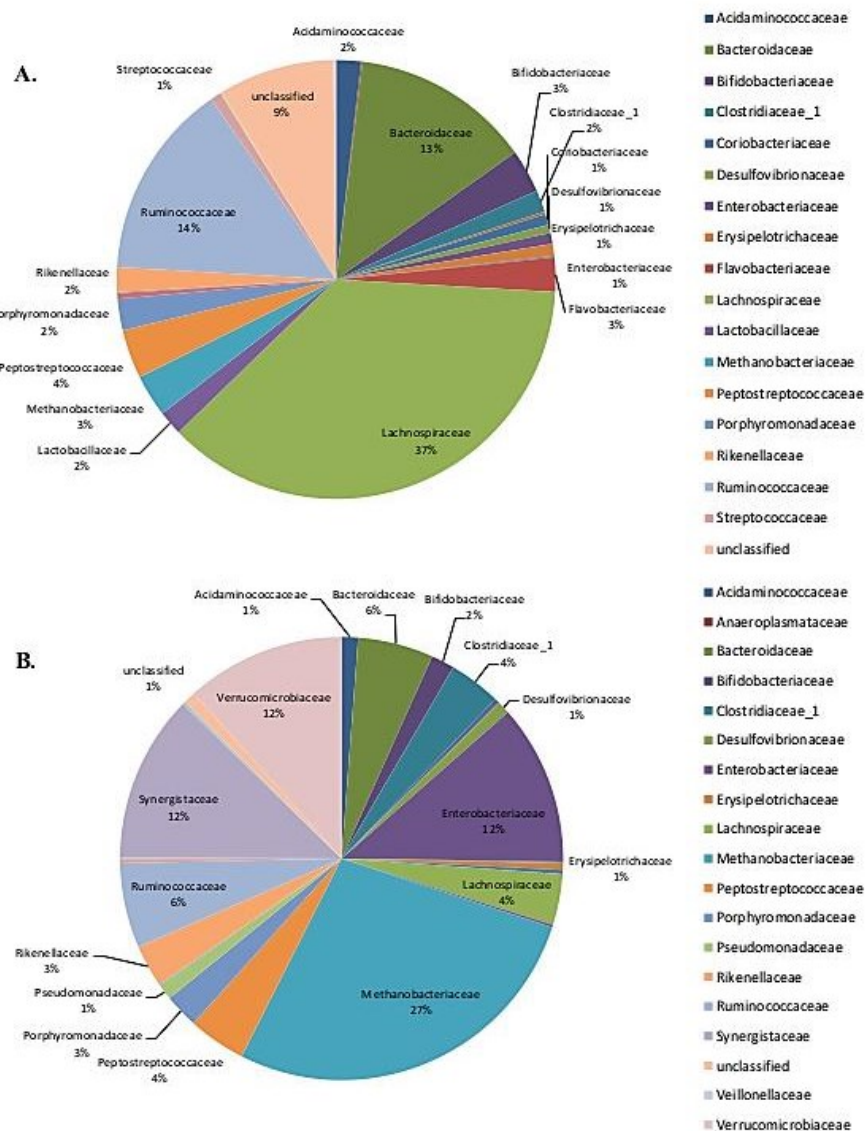 A.
Acidaminococcaceae
2%
Streptococcaceae
1%
unclassified
9%
Bacteroidaceae
13%
Bifidobacteriaceae
3%
Clostridiaceae_1
2%
Coriobacteriaceae
1%
Desulfovibrionaceae
1%
Erysipelotrichaceae
1%
Enterobacteriaceae
1%
Flavobacteriaceae
3%
Ruminococcaceae
14%
Rikenellaceae
2%
orphyromonadaceae
2%
Peptostreptococcaceae
4%
Methanobacteriaceae
3%
Lactobacillaceae
2%
Lachnospiraceae
37%
Acidaminococcaceae
Bacteroidaceae
Bifidobacteriaceae
Clostridiaceae_1
Coriobacteriaceae
Desulfovibrionaceae
Enterobacteriaceae
Erysipelotrichaceae
Flavobacteriaceae
Lachnospiraceae
Lactobacillaceae
Methanobacteriaceae
Peptostreptococcaceae
Porphyromonadaceae
Rikenellaceae
Ruminococcaceae
Streptococcaceae
unclassified
B.
Acidaminococcaceae
1%
Bacteroidaceae
6%
Bifidobacteriaceae
2%
Clostridiaceae_1
4%
Desulfovibrionaceae
1%
unclassified
1%
Verrucomicrobiaceae
12%
Synergistaceae
12%
Enterobacteriaceae
12%
Erysipelotrichaceae
1%
Lachnospiraceae
4%
Ruminococcaceae
6%
Rikenellaceae
3%
Pseudomonadaceae
1%
Porphyromonadaceae
3%
Peptostreptococcaceae
4%
Methanobacteriaceae
27%
Acidaminococcaceae
Anaeroplasmataceae
Bacteroidaceae
Bifidobacteriaceae
Clostridiaceae_1
Desulfovibrionaceae
Enterobacteriaceae
Erysipelotrichaceae
Lachnospiraceae
Methanobacteriaceae
Peptostreptococcaceae
Porphyromonadaceae
Pseudomonadaceae
Rikenellaceae
Ruminococcaceae
Synergistaceae
unclassified
Veillonellaceae
Verrucomicrobiaceae